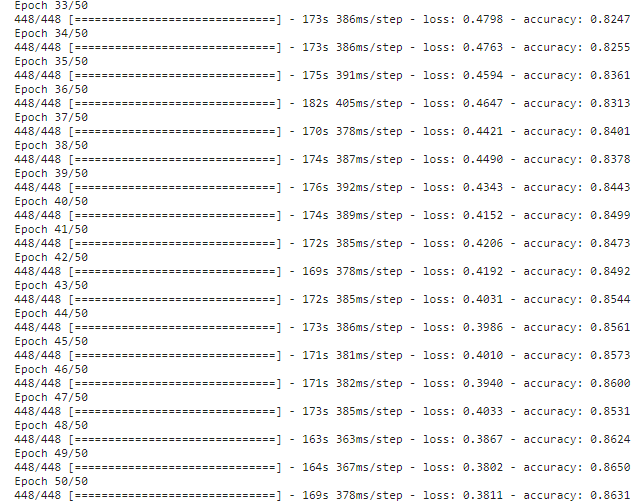 Epoch 33/50
448/448 [==============================] - 173s 386ms/step - loss: 0.4798 - accuracy: 0.8247
Epoch 34/50
448/448 [==============================] - 173s 386ms/step - loss: 0.4763 - accuracy: 0.8255
Epoch 35/50
448/448 [==============================] - 175s 391ms/step - loss: 0.4594 - accuracy: 0.8361
Epoch 36/50
448/448 [==============================] - 182s 405ms/step - loss: 0.4647 - accuracy: 0.8313
Epoch 37/50
448/448 [==============================] - 170s 378ms/step - loss: 0.4421 - accuracy: 0.8401
Epoch 38/50
448/448 [==============================] - 174s 387ms/step - loss: 0.4490 - accuracy: 0.8378
Epoch 39/50
448/448 [==============================] - 176s 392ms/step - loss: 0.4343 - accuracy: 0.8443
Epoch 40/50
448/448 [==============================] - 174s 389ms/step - loss: 0.4152 - accuracy: 0.8499
Epoch 41/50
448/448 [==============================] - 172s 385ms/step - loss: 0.4206 - accuracy: 0.8473
Epoch 42/50
448/448 [==============================] - 169s 378ms/step - loss: 0.4192 - accuracy: 0.8492
Epoch 43/50
448/448 [==============================] - 172s 385ms/step - loss: 0.4031 - accuracy: 0.8544
Epoch 44/50
448/448 [==============================] - 173s 386ms/step - loss: 0.3986 - accuracy: 0.8561
Epoch 45/50
448/448 [==============================] - 171s 381ms/step - loss: 0.4010 - accuracy: 0.8573
Epoch 46/50
448/448 [==============================] - 171s 382ms/step - loss: 0.3940 - accuracy: 0.8600
Epoch 47/50
448/448 [==============================] - 173s 385ms/step - loss: 0.4033 - accuracy: 0.8531
Epoch 48/50
448/448 [==============================] - 163s 363ms/step - loss: 0.3867 - accuracy: 0.8624
Epoch 49/50
448/448 [==============================] - 164s 367ms/step - loss: 0.3802 - accuracy: 0.8650
Epoch 50/50
448/448 [==============================] - 169s 378ms/step - loss: 0.3811 - accuracy: 0.8631